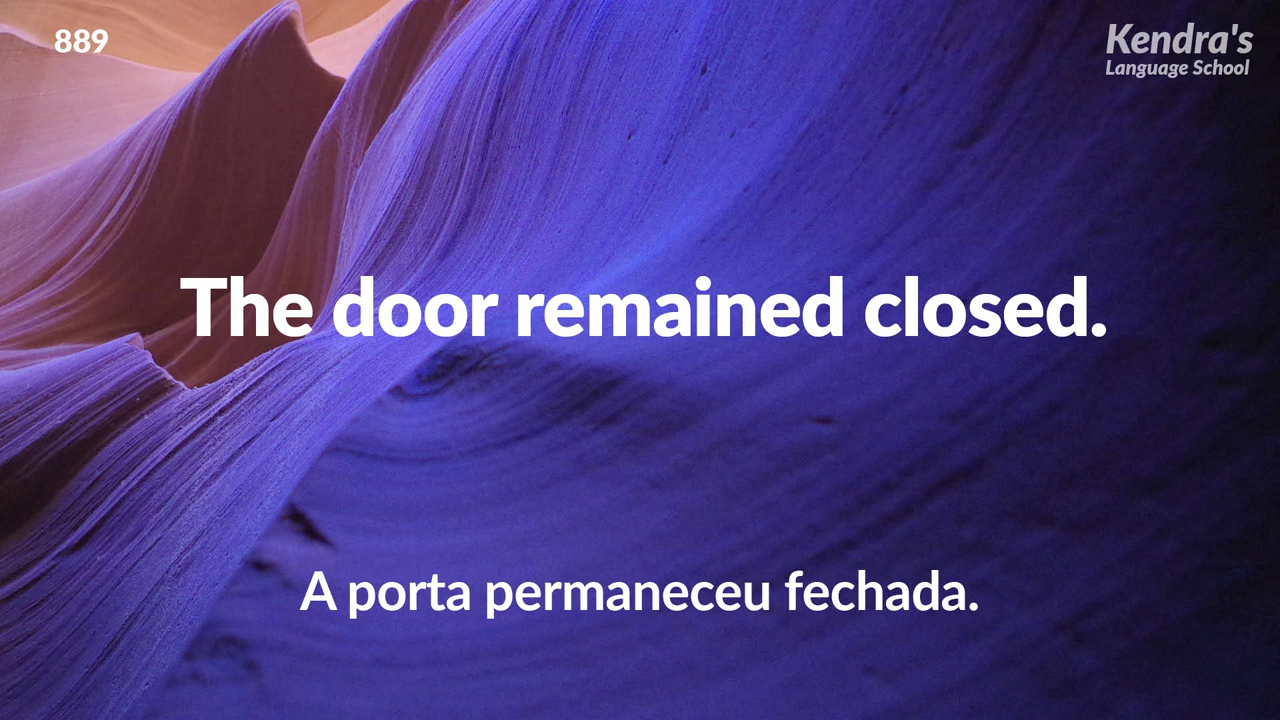 889
Kendra's
Language School
The door remained closed.
A porta permaneceu fechada.